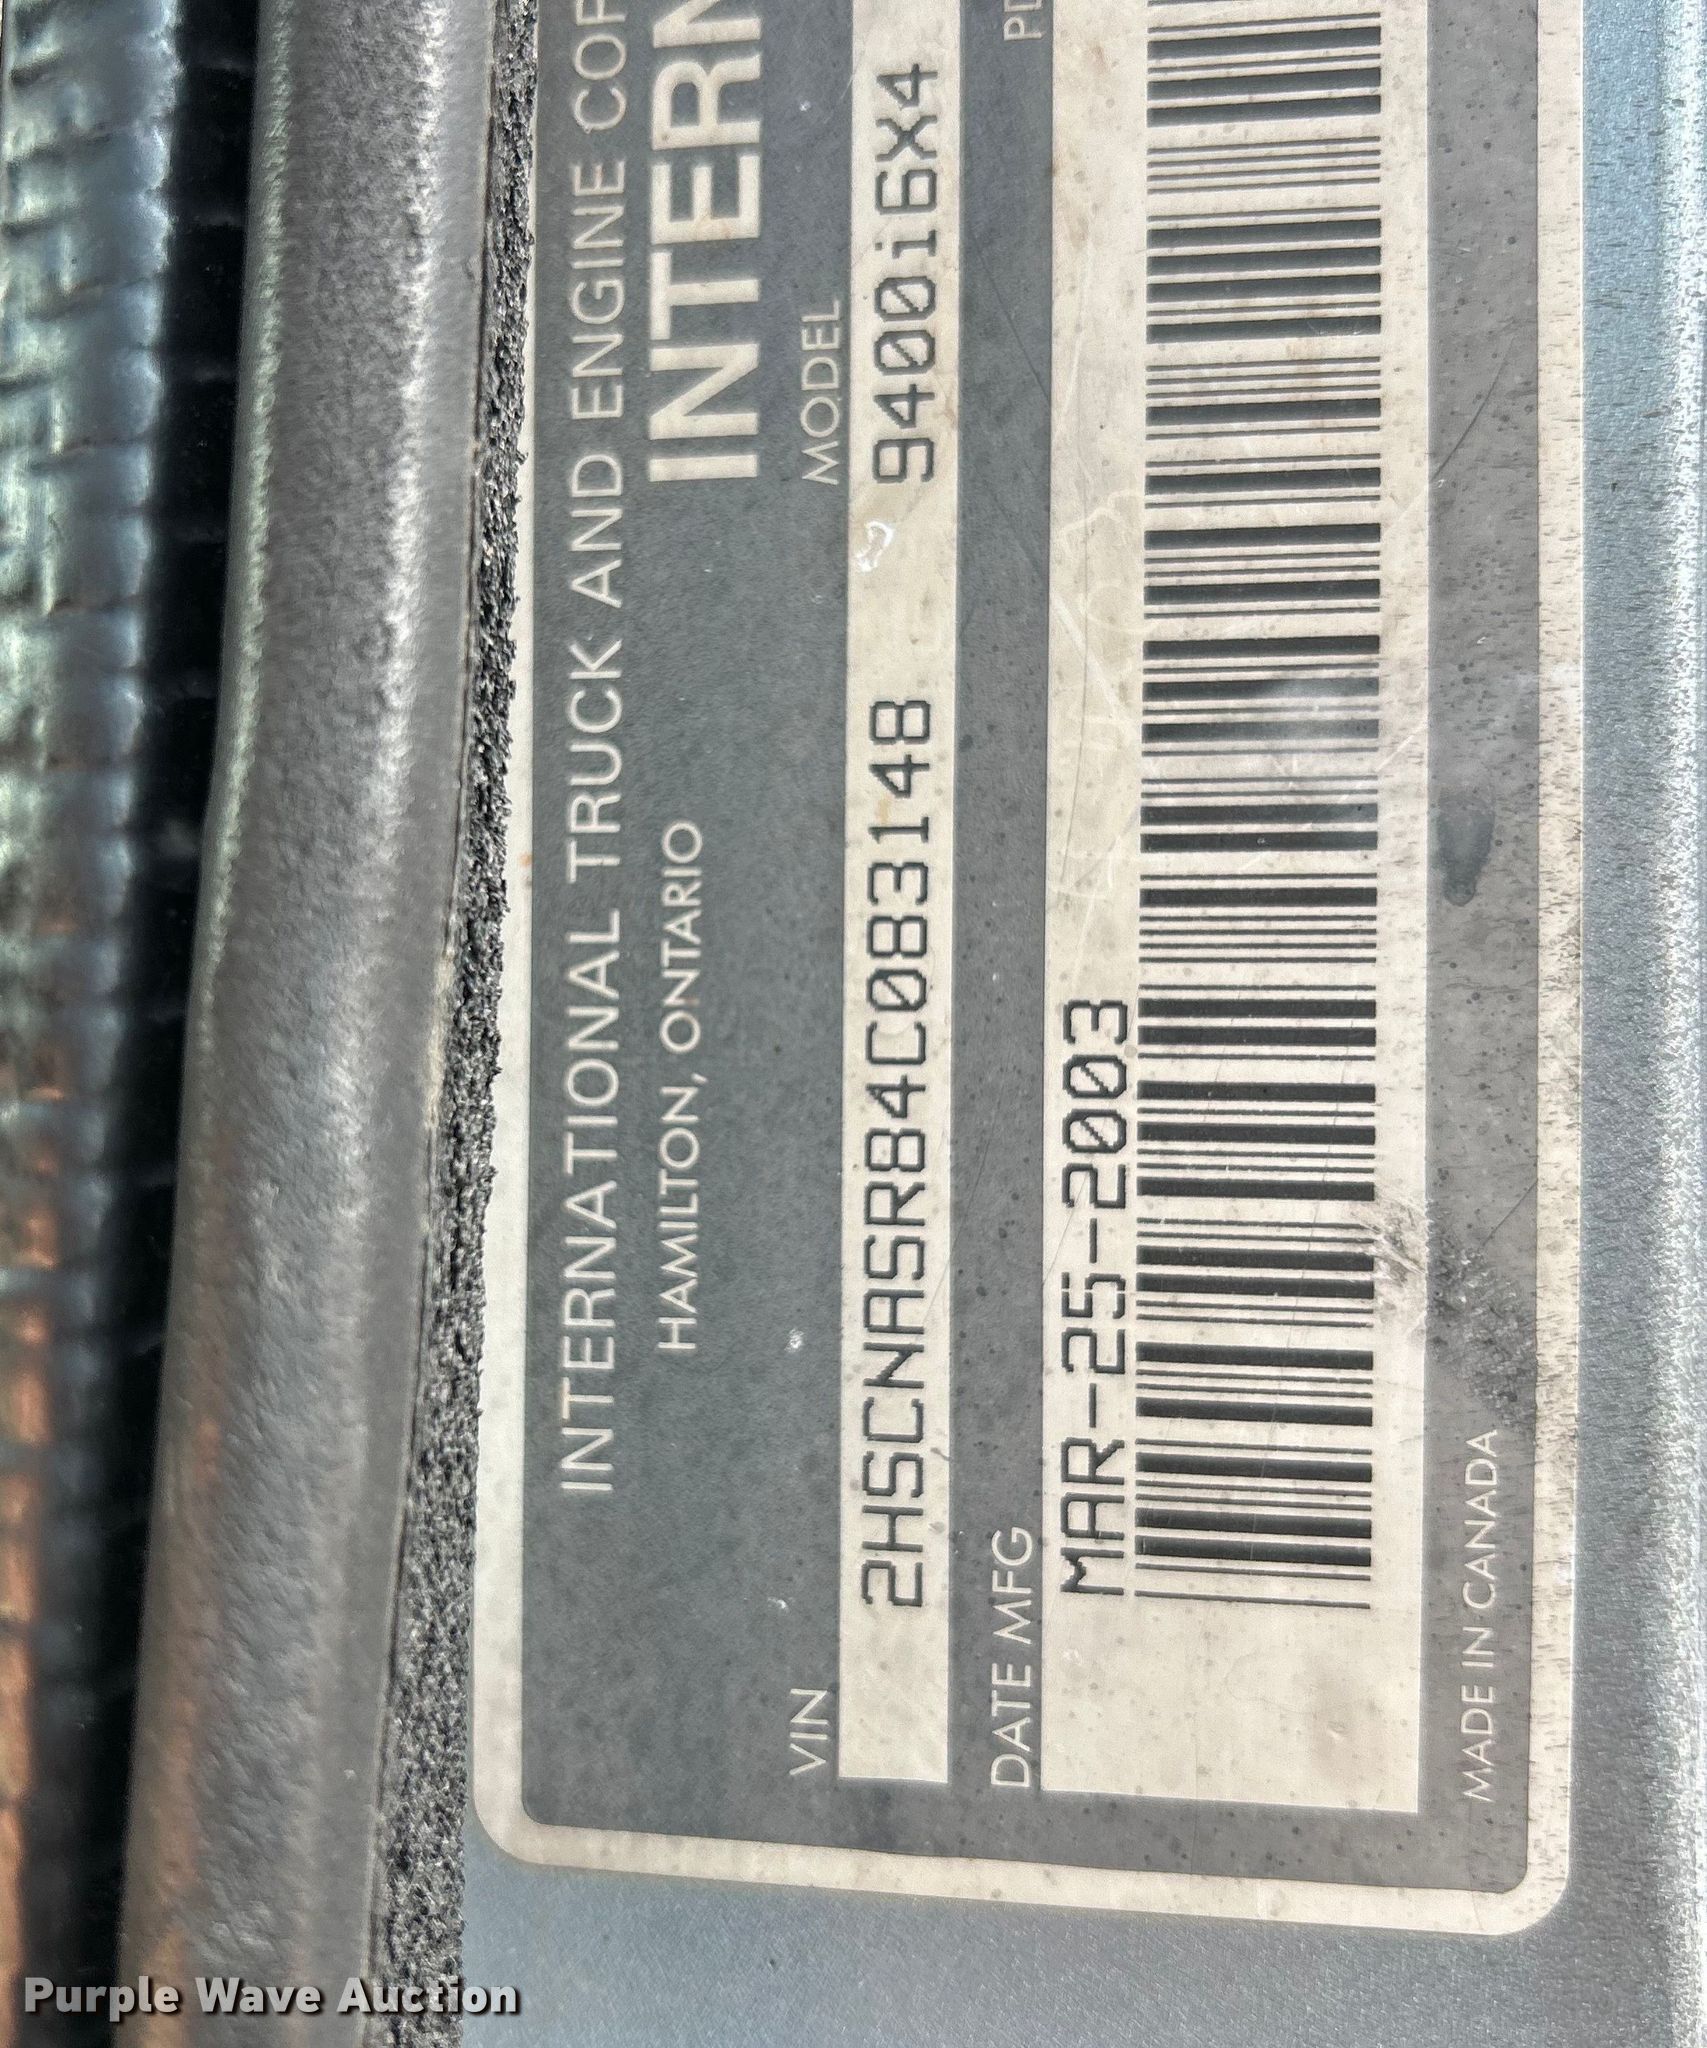 INTERNATIONAL TRUCK AND ENGINE COR
HAMILTON, ONTARIO
INTERN
VIN
MODEL
2HSCNASR84C083148
9400i6X4
DATE MFG
MAR-25-2003
MADE IN CANADA
Purple Wave Auction